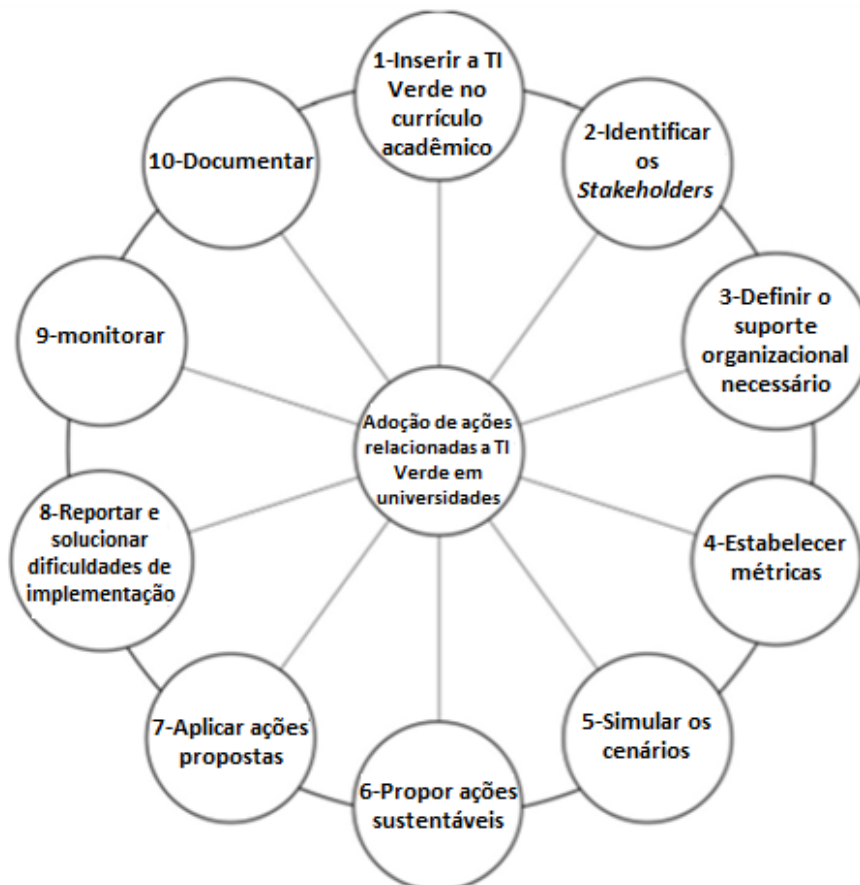 1-Inserir a TI
Verde no
currículo
acadêmico
2-Identificar
os
Stakeholders
3-Definir o
suporte
organizacional
necessário
4-Estabelecer
métricas
5-Simular os
cenários
6-Propor ações
sustentáveis
7-Aplicar ações
propostas
8-Reportar e
solucionar
dificuldades de
implementação
9-monitorar
10-Documentar
Adoção de ações
relacionadas a TI
Verde em
universidades